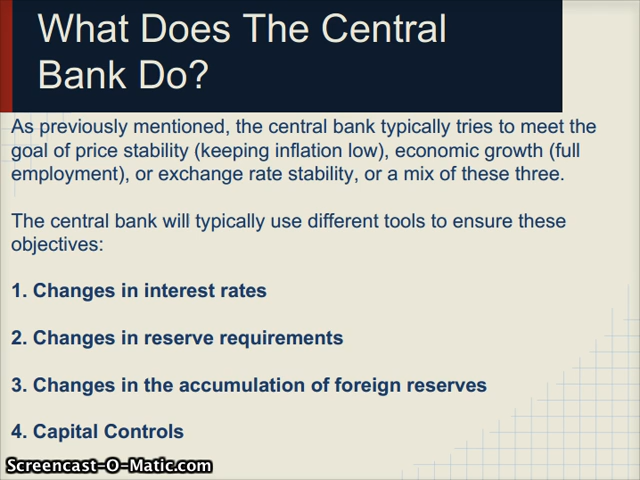 What Does The Central
Bank Do?
As previously mentioned, the central bank typically tries to meet the
goal of price stability (keeping inflation low), economic growth (full
employment), or exchange rate stability, or a mix of these three.
The central bank will typically use different tools to ensure these
objectives:
1. Changes in interest rates
2. Changes in reserve requirements
3. Changes in the accumulation of foreign reserves
4. Capital Controls
Screencast-O-Matic.com